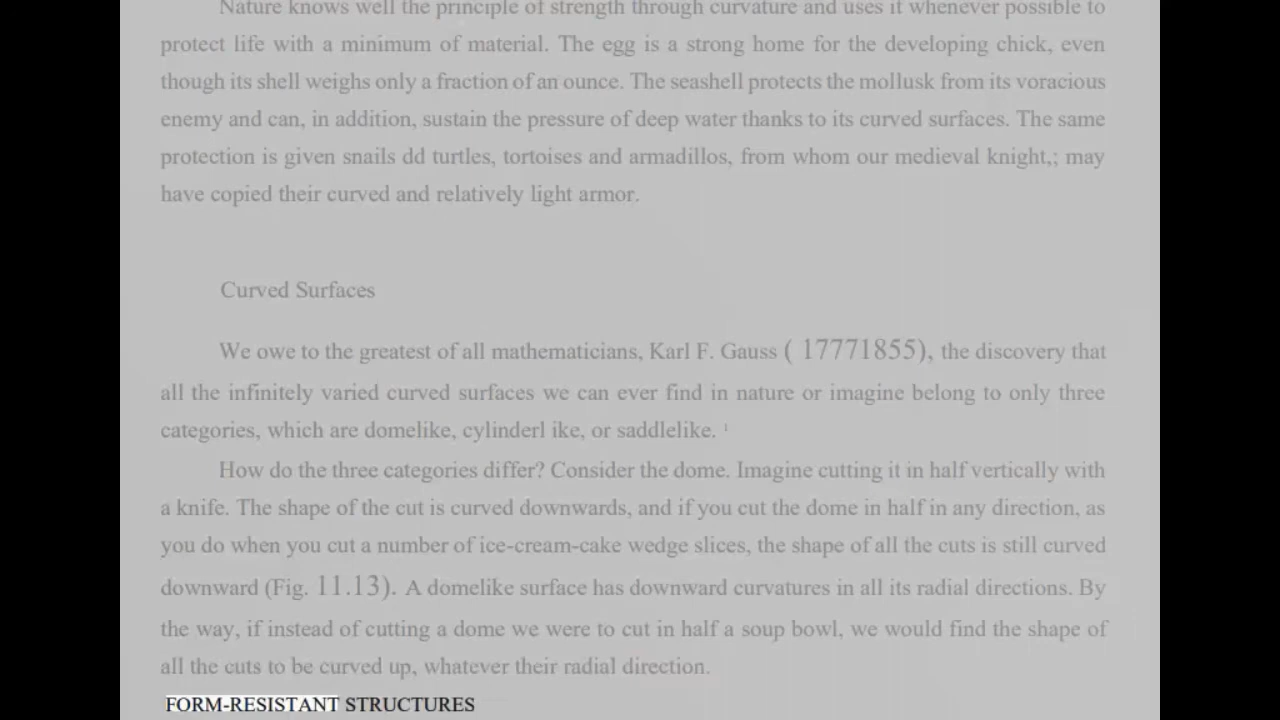 Nature knows well the principle of strength through curvature and uses it whenever possible to
protect life with a minimum of material. The egg is a strong home for the developing chick, even
though its shell weighs only a fraction of an ounce. The seashell protects the mollusk from its voracious
enemy and can, in addition, sustain the pressure of deep water thanks to its curved surfaces. The same
protection is given snails dd turtles, tortoises and armadillos, from whom our medieval knight,; may
have copied their curved and relatively light armor.
Curved Surfaces
We owe to the greatest of all mathematicians, Karl F. Gauss ( 17771855), the discovery that
all the infinitely varied curved surfaces we can ever find in nature or imagine belong to only three
categories, which are domelike, cylinderl ike, or saddlelike. ¹
How do the three categories differ? Consider the dome. Imagine cutting it in half vertically with
a knife. The shape of the cut is curved downwards, and if you cut the dome in half in any direction, as
you do when you cut a number of ice-cream-cake wedge slices, the shape of all the cuts is still curved
downward (Fig. 11.13). A domelike surface has downward curvatures in all its radial directions. By
the way, if instead of cutting a dome we were to cut in half a soup bowl, we would find the shape of
all the cuts to be curved up, whatever their radial direction.
FORM-RESISTANT STRUCTURES